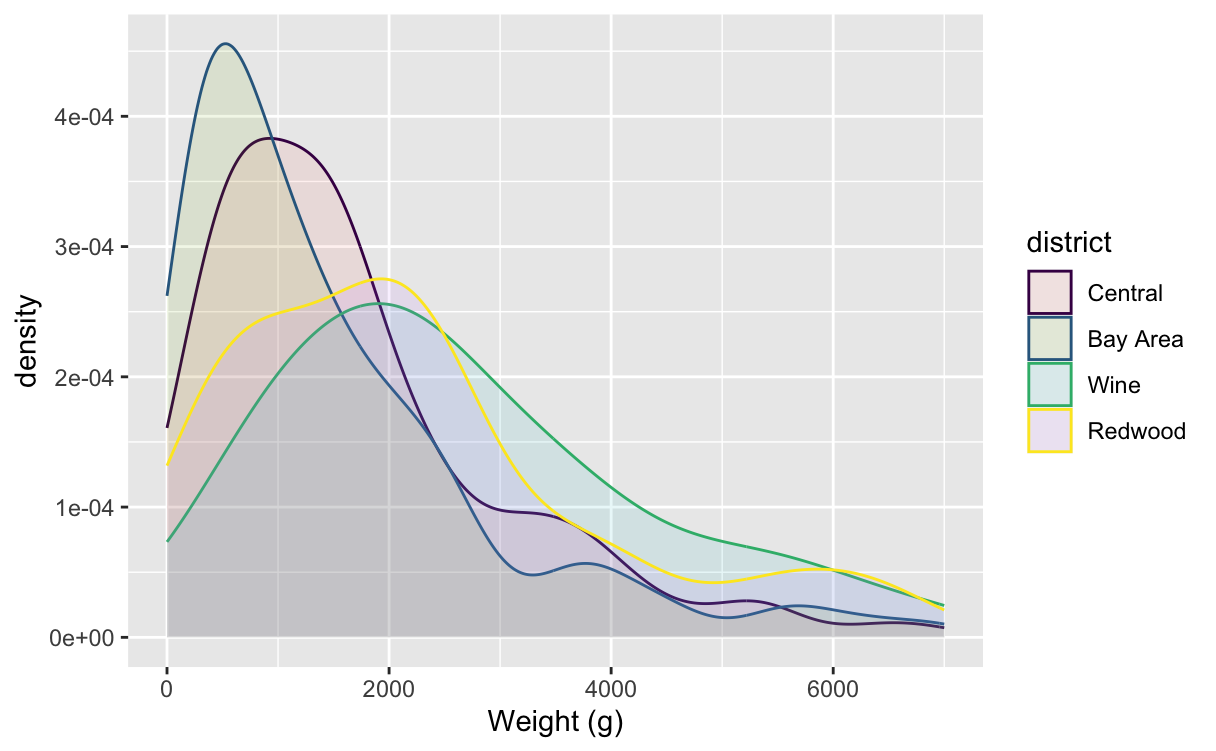 4e-04
3e-04
2e-04
1e-04
0e+00
density
0 2000 4000 6000
Weight (g)
district
Central
Bay Area
Wine
Redwood